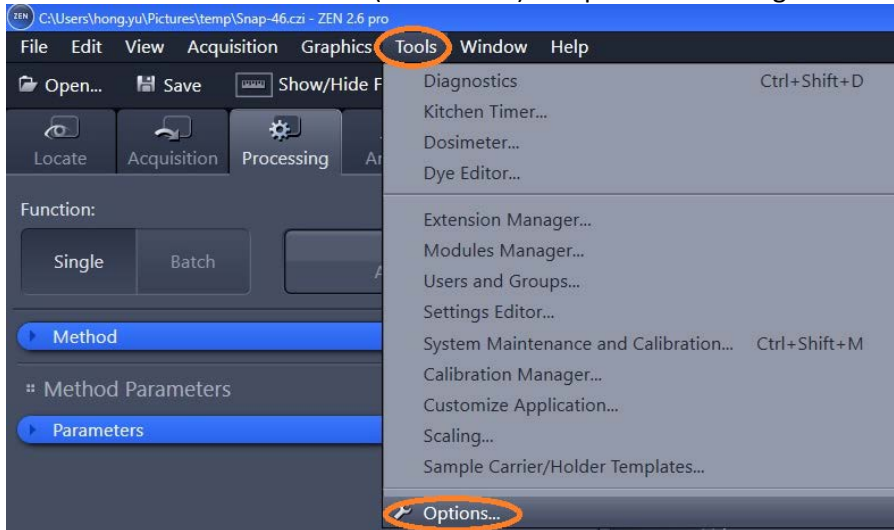 ZEN C:\Users\hong.yu\Pictures\temp\Snap-46.czi - ZEN 2.6 pro
File Edit View Acquisition Graphics Tools Window Help
Open... Save Show/Hide F
Diagnostics Ctrl+Shift+D
Kitchen Timer...
Dosimeter...
Dye Editor...
Locate Acquisition Processing An
Extension Manager...
Modules Manager...
Users and Groups...
Settings Editor...
System Maintenance and Calibration... Ctrl+Shift+M
Calibration Manager...
Customize Application...
Scaling...
Sample Carrier/Holder Templates...
Options...
Function:
Single Batch A
Method
Method Parameters
Parameters